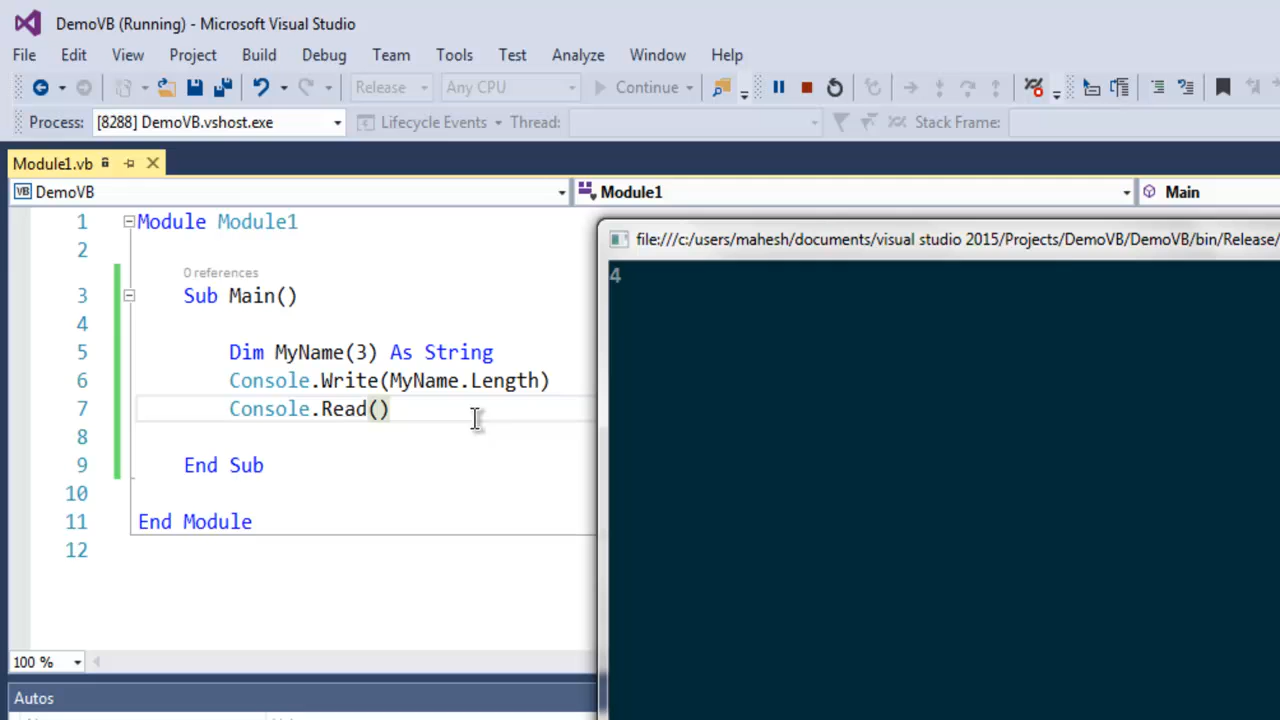 DemoVB (Running) - Microsoft Visual Studio
File Edit View Project Build Debug Team Tools Test Analyze Window Help
Release Any CPU Continue
Process: [8288] DemoVB.vshost.exe Lifecycle Events Thread: Stack Frame:
Module1.vb
VB DemoVB Module1 Main
1 Module Module1
2
0 references
3 Sub Main()
4
5 Dim MyName(3) As String
6 Console.Write(MyName.Length)
7 Console.Read()
8
9 End Sub
10
11 End Module
12
100 %
Autos
file:///c:/users/mahesh/documents/visual studio 2015/Projects/DemoVB/DemoVB/bin/Release/
4